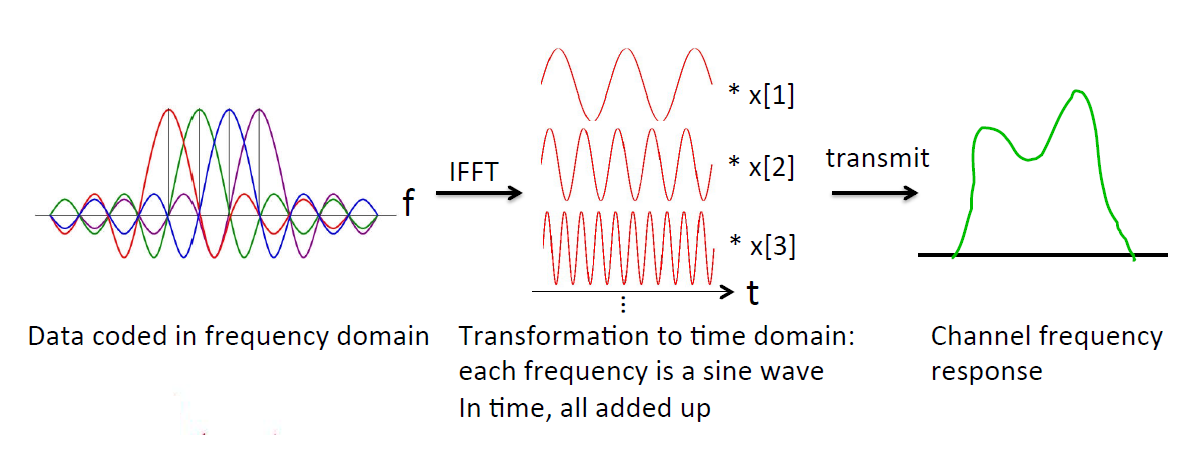 * x[1]
IFFT
* x[2]
transmit
f
* x[3]
t
⋮
Data coded in frequency domain
Transformation to time domain:
each frequency is a sine wave
In time, all added up
Channel frequency
response